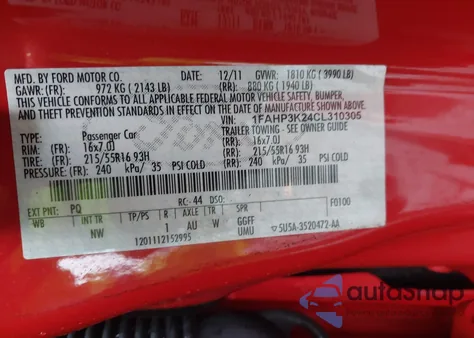 MFD. BY FORD MOTOR CO. DATE: 12/11 GVWR: 1810 KG (3990 LB)
GAWR: (FR): 972 KG (2143 LB) (RR): 880 KG (1940 LB)
THIS VEHICLE CONFORMS TO ALL APPLICABLE FEDERAL MOTOR VEHICLE SAFETY, BUMPER,
AND THEFT PREVENTION STANDARDS IN EFFECT ON THE DATE OF MANUFACTURE SHOWN ABOVE.
VIN: 1FAHP3K24CL310305
TYPE: Passenger Car TRAILER TOWING - SEE OWNER GUIDE
RIM: (FR): 16x7.0J (RR): 16x7.0J
TIRE: 215/55R16 93H 215/55R16 93H
PRESSURE COLD: (FR): 240 kPa/ 35 PSI COLD (RR): 240 kPa/ 35 PSI COLD
RC: 44 DSO: F0100
EXT PNT: PQ
WB INT TR TP/PS R AXLE TR SPR
NW 1 AU W GGFF
1201112152995 UMU 5U5A-3520472-AA
autosnap